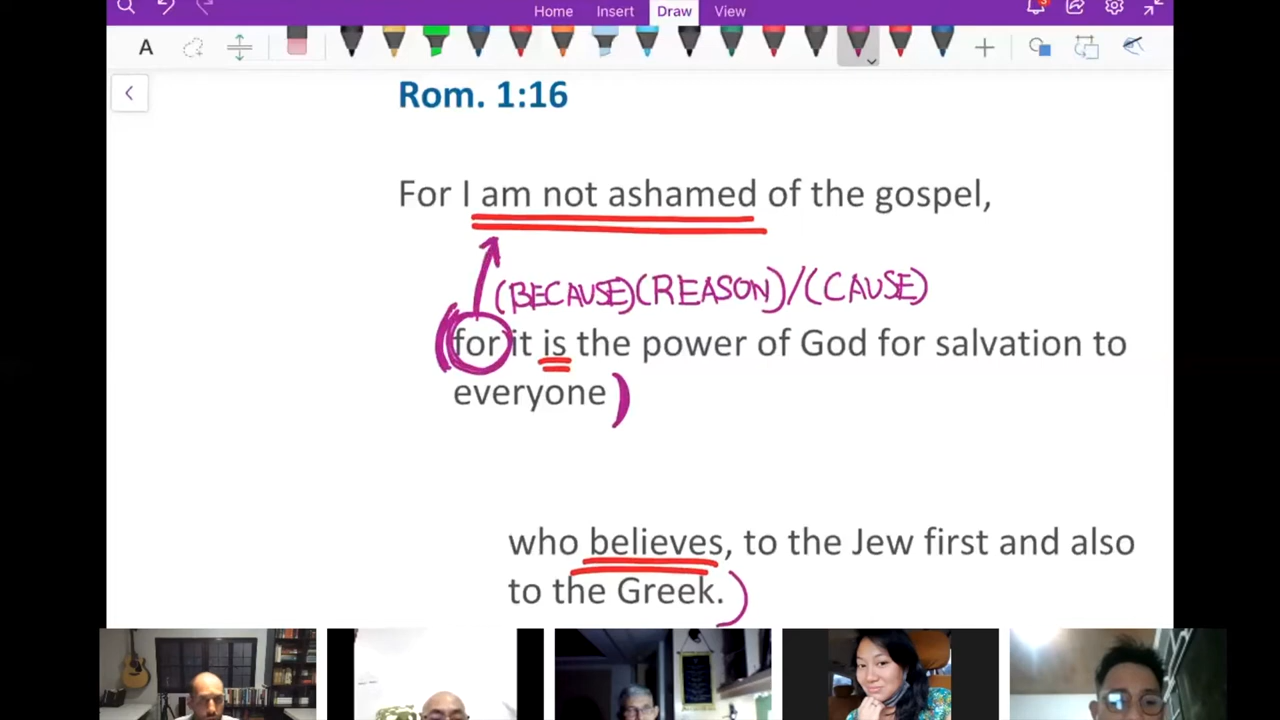 Home Insert Draw View
A
Rom. 1:16
For I am not ashamed of the gospel,
(BECAUSE)(REASON)/(CAUSE)
for it is the power of God for salvation to
everyone
who believes, to the Jew first and also
to the Greek.)